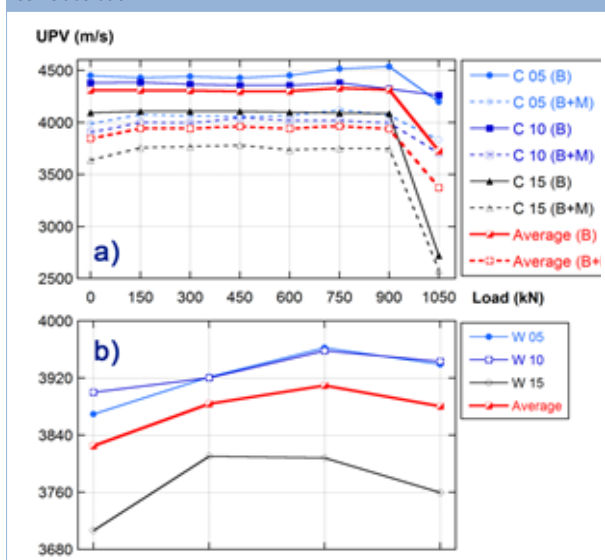 UPV (m/s)
4500
4000
3500
3000
2500
a)
C 05 (B)
C 05 (B+M)
C 10 (B)
C 10 (B+M)
C 15 (B)
C 15 (B+M)
Average (B)
Average (B+
0 150 300 450 600 750 900 1050 Load (kN)
4000
3920
3840
3760
3680
b)
W 05
W 10
W 15
Average